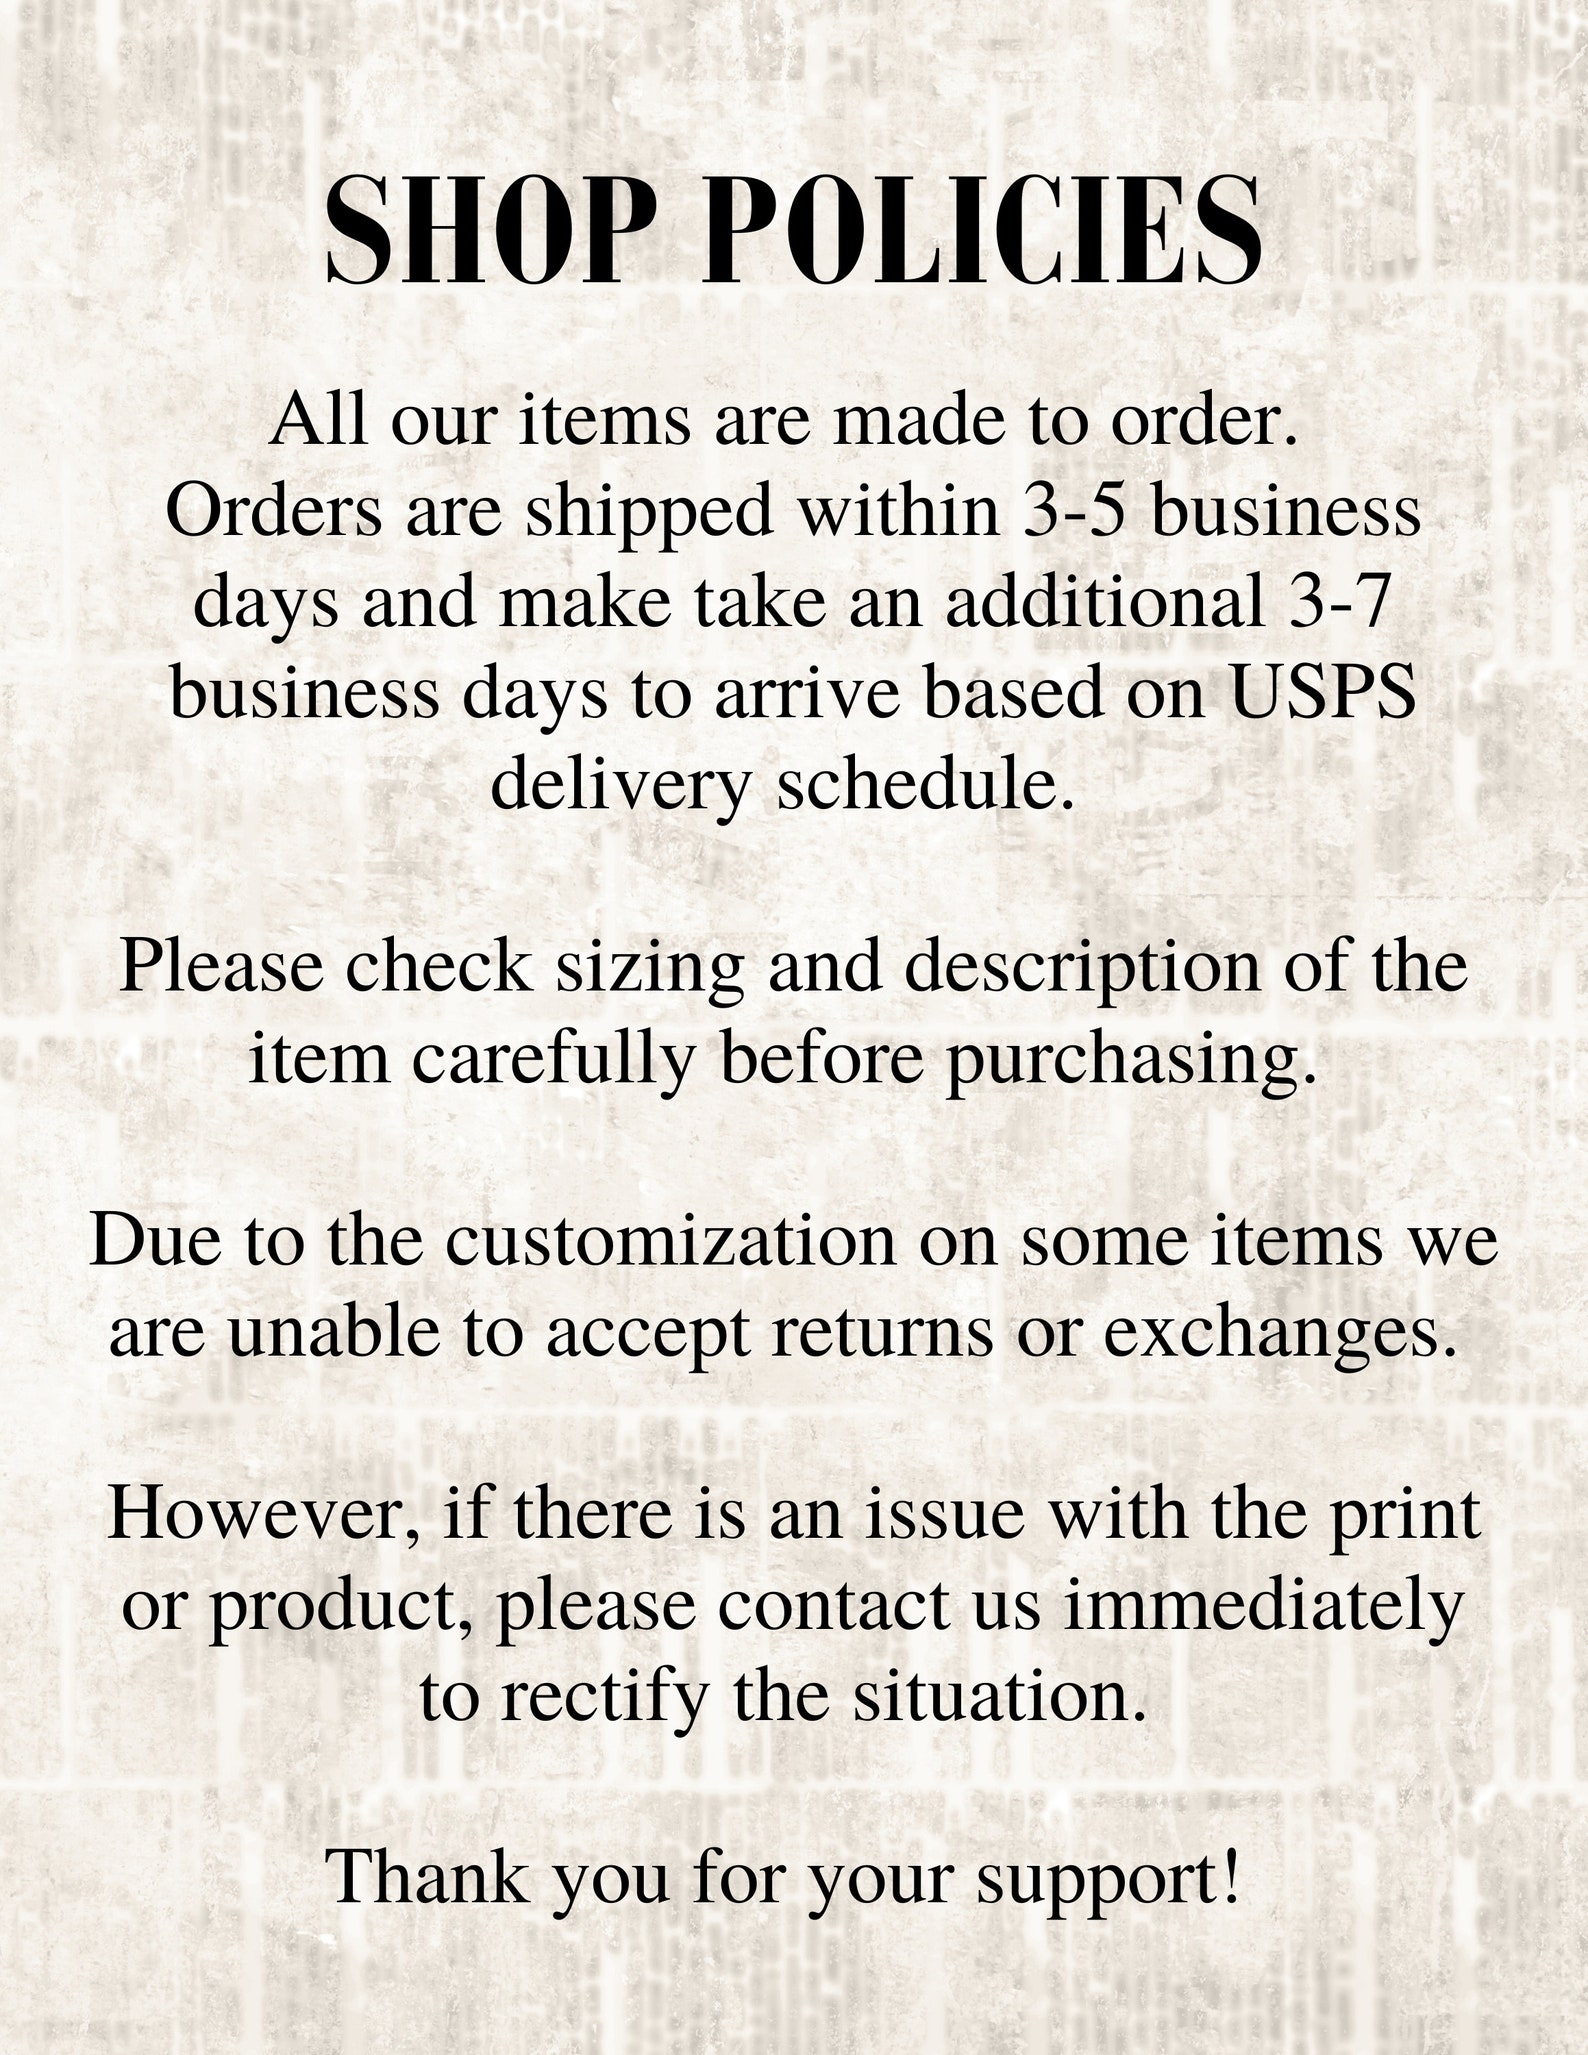 SHOP POLICIES
All our items are made to order.
Orders are shipped within 3-5 business
days and make take an additional 3-7
business days to arrive based on USPS
delivery schedule.
Please check sizing and description of the
item carefully before purchasing.
Due to the customization on some items we
are unable to accept returns or exchanges.
However, if there is an issue with the print
or product, please contact us immediately
to rectify the situation.
Thank you for your support!